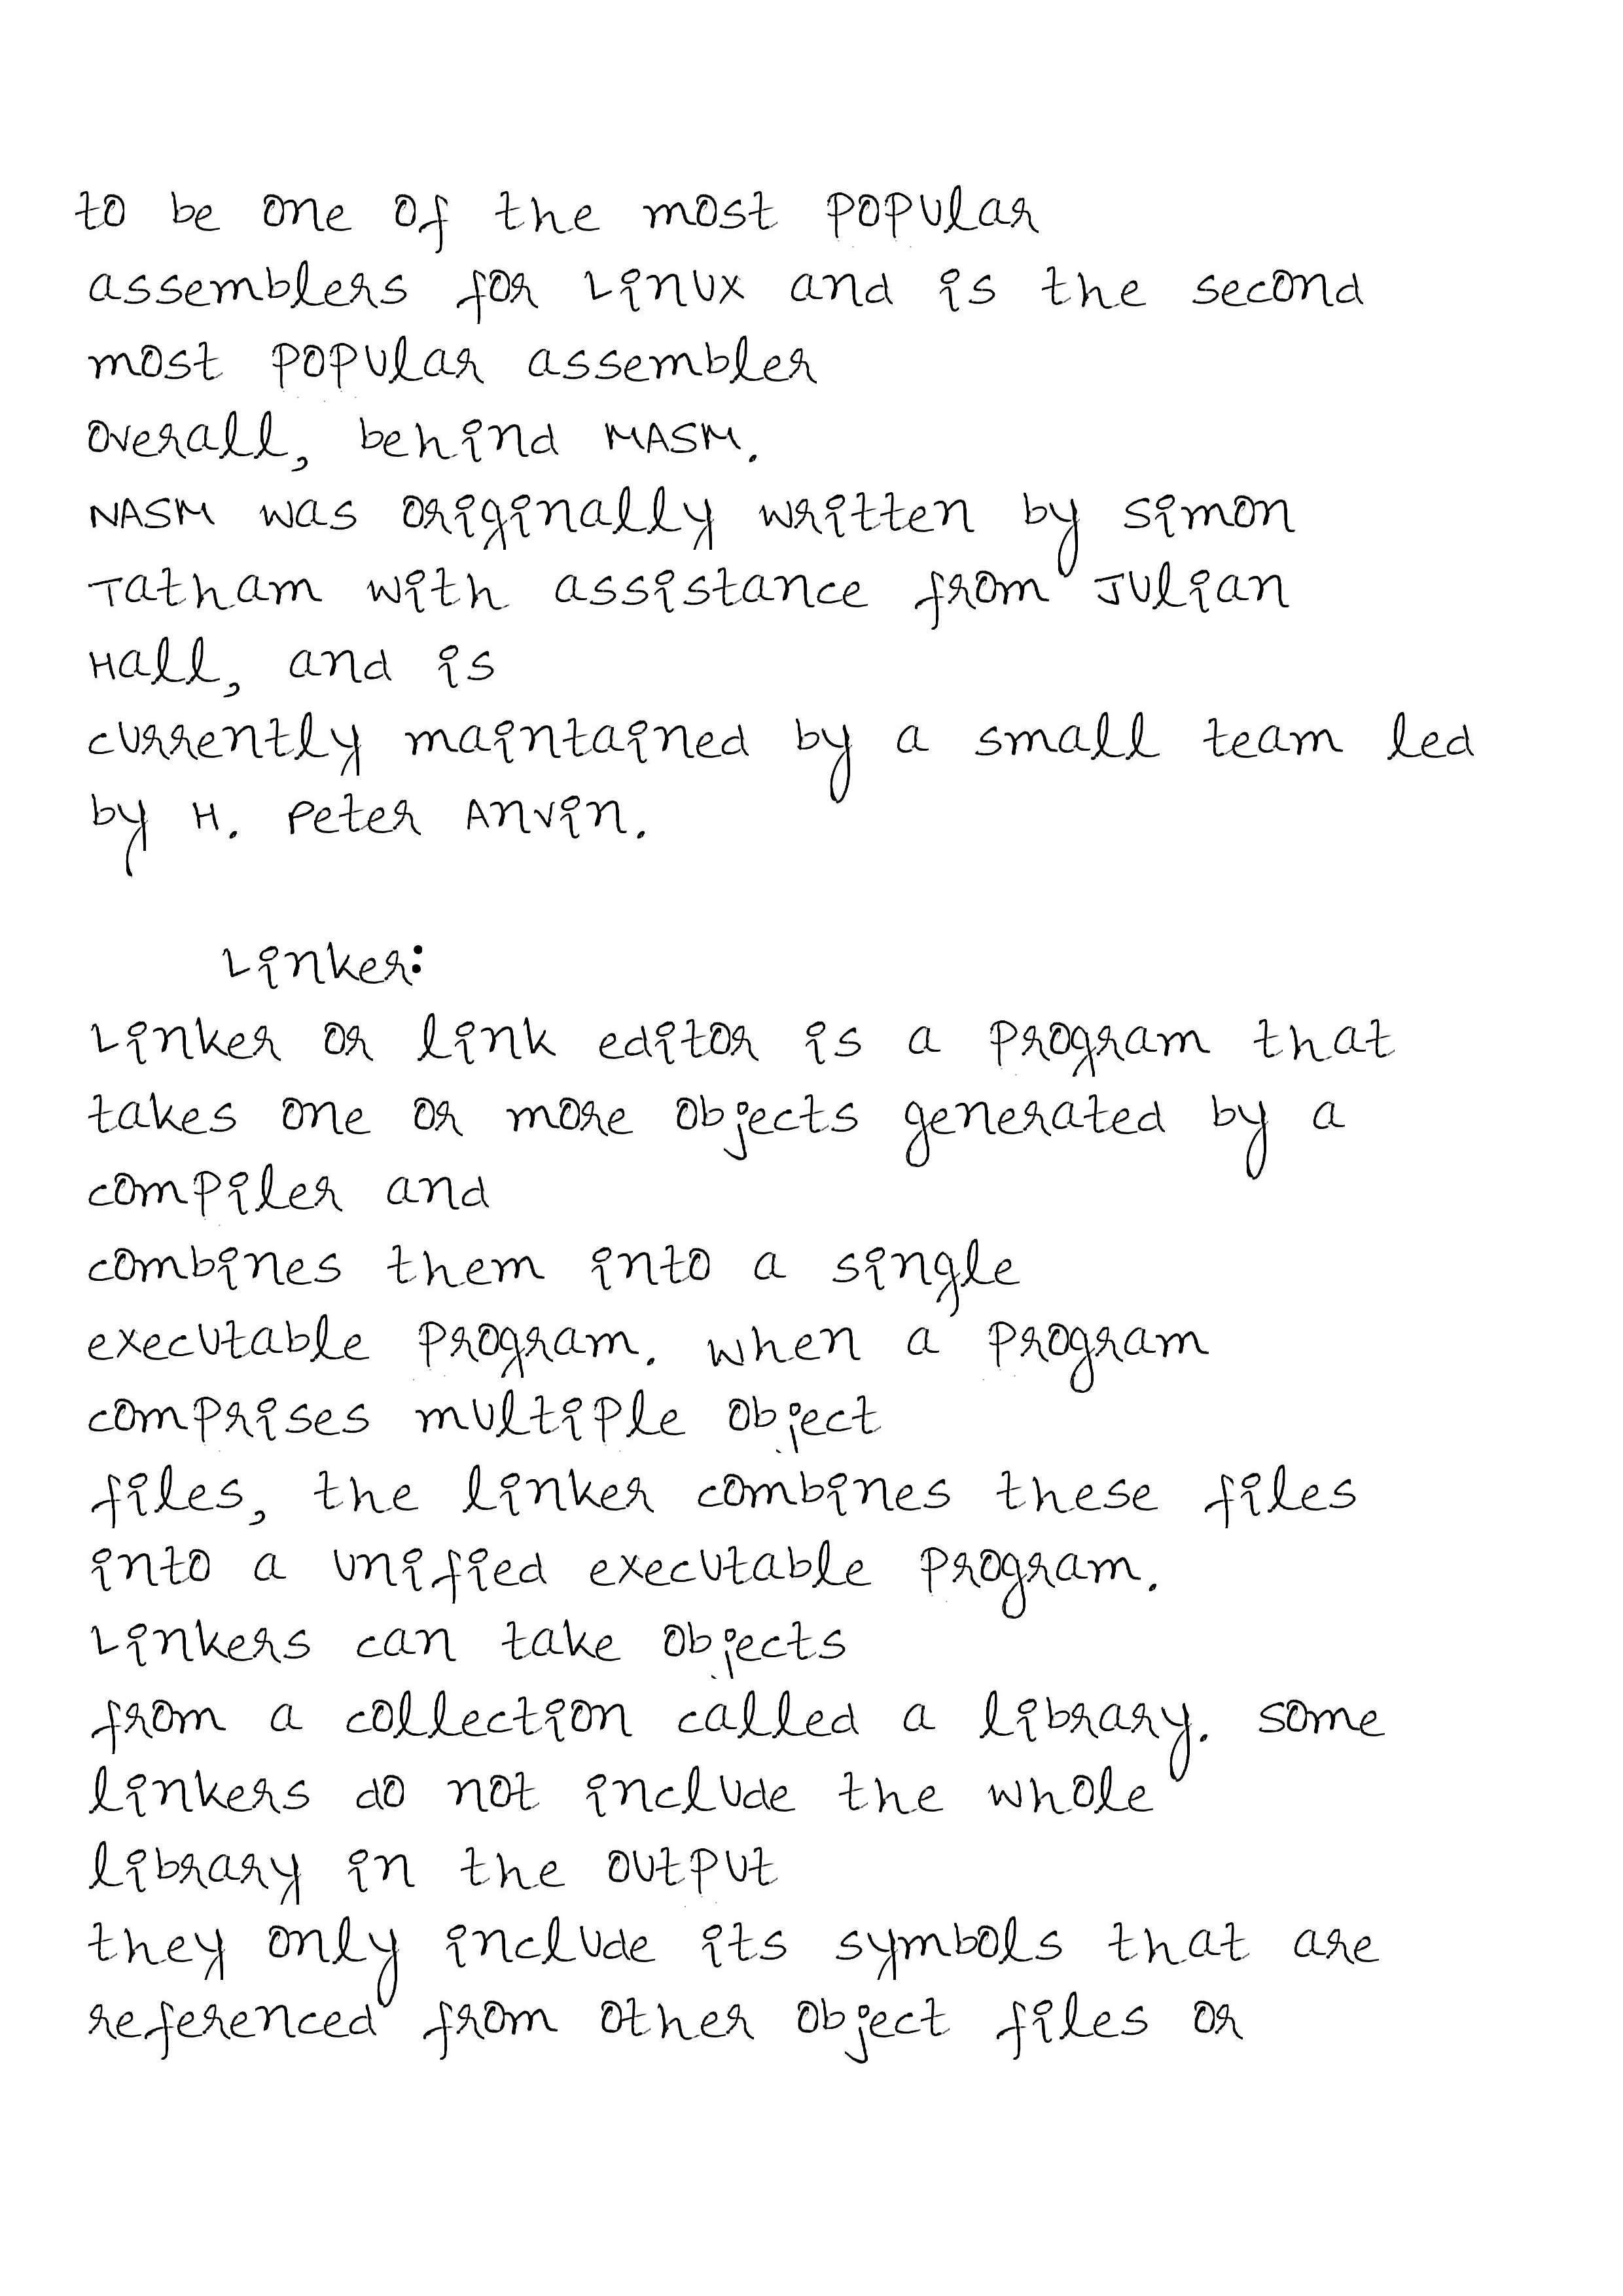 to be one of the most popular
assemblers for Linux and is the second
most popular assembler
overall, behind MASM.
NASM was originally written by Simon
Tatham with assistance from Julian
Hall, and is
currently maintained by a small team led
by H. Peter Anvin.
Linker:
Linker or link editor is a program that
takes one or more objects generated by a
compiler and
combines them into a single
executable program. When a program
comprises multiple object
files, the linker combines these files
into a unified executable program.
Linkers can take objects
from a collection called a library. Some
linkers do not include the whole
library in the output
they only include its symbols that are
referenced from other object files or